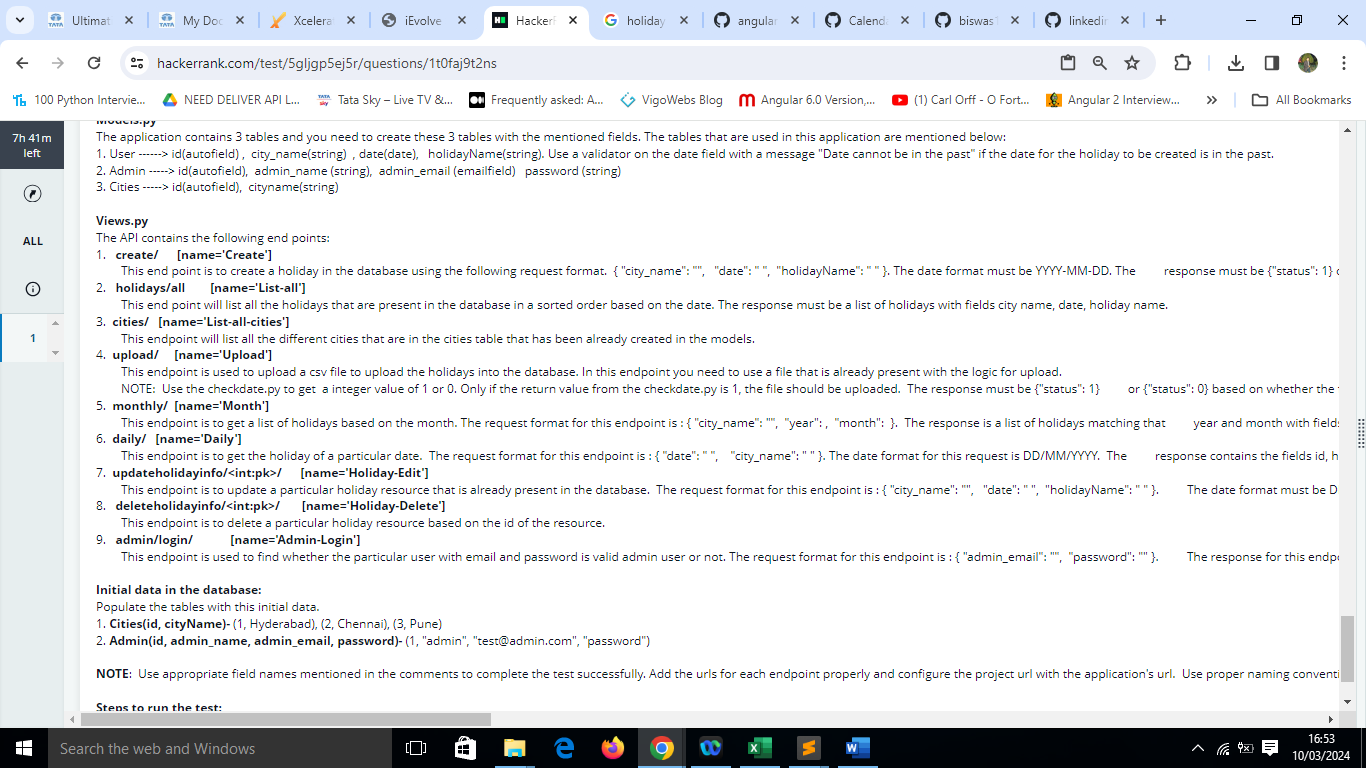 Ultimat
My Doc
Xcelera
iEvolve
HackerR
holiday
angular
Calenda
biswas1
linkedin
hackerrank.com/test/5gljgp5ej5r/questions/1t0faj9t2ns
100 Python Intervie...
NEED DELIVER API L...
Tata Sky – Live TV &...
Frequently asked: A...
VigoWebs Blog
Angular 6.0 Version,...
(1) Carl Orff - O Fort...
Angular 2 Interview...
All Bookmarks
7h 41m
left
ALL
1
Models.py
The application contains 3 tables and you need to create these 3 tables with the mentioned fields. The tables that are used in this application are mentioned below:
1. User ------> id(autofield) , city_name(string) , date(date), holidayName(string). Use a validator on the date field with a message "Date cannot be in the past" if the date for the holiday to be created is in the past.
2. Admin -----> id(autofield), admin_name (string), admin_email (emailfield) password (string)
3. Cities -----> id(autofield), cityname(string)
Views.py
The API contains the following end points:
1. create/ [name='Create']
This end point is to create a holiday in the database using the following request format. { "city_name": "", "date": " ", "holidayName": " " }. The date format must be YYYY-MM-DD. The response must be {"status": 1}
2. holidays/all [name='List-all']
This end point will list all the holidays that are present in the database in a sorted order based on the date. The response must be a list of holidays with fields city name, date, holiday name.
3. cities/ [name='List-all-cities']
This endpoint will list all the different cities that are in the cities table that has been already created in the models.
4. upload/ [name='Upload']
This endpoint is used to upload a csv file to upload the holidays into the database. In this endpoint you need to use a file that is already present with the logic for upload.
NOTE: Use the checkdate.py to get a integer value of 1 or 0. Only if the return value from the checkdate.py is 1, the file should be uploaded. The response must be {"status": 1} or {"status": 0} based on whether the
5. monthly/ [name='Month']
This endpoint is to get a list of holidays based on the month. The request format for this endpoint is : { "city_name": "", "year": , "month": }. The response is a list of holidays matching that year and month with fields
6. daily/ [name='Daily']
This endpoint is to get the holiday of a particular date. The request format for this endpoint is : { "date": " ", "city_name": " " }. The date format for this request is DD/MM/YYYY. The response contains the fields id, h
7. updateholidayinfo/<int:pk>/ [name='Holiday-Edit']
This endpoint is to update a particular holiday resource that is already present in the database. The request format for this endpoint is : { "city_name": "", "date": " ", "holidayName": " " }. The date format must be D
8. deleteholidayinfo/<int:pk>/ [name='Holiday-Delete']
This endpoint is to delete a particular holiday resource based on the id of the resource.
9. admin/login/ [name='Admin-Login']
This endpoint is used to find whether the particular user with email and password is valid admin user or not. The request format for this endpoint is : { "admin_email": "", "password": "" }. The response for this endpo
Initial data in the database:
Populate the tables with this initial data.
1. Cities(id, cityName)- (1, Hyderabad), (2, Chennai), (3, Pune)
2. Admin(id, admin_name, admin_email, password)- (1, "admin", "test@admin.com", "password")
NOTE: Use appropriate field names mentioned in the comments to complete the test successfully. Add the urls for each endpoint properly and configure the project url with the application's url. Use proper naming conventi
Steps to run the test:
Search the web and Windows
16:53
10/03/2024